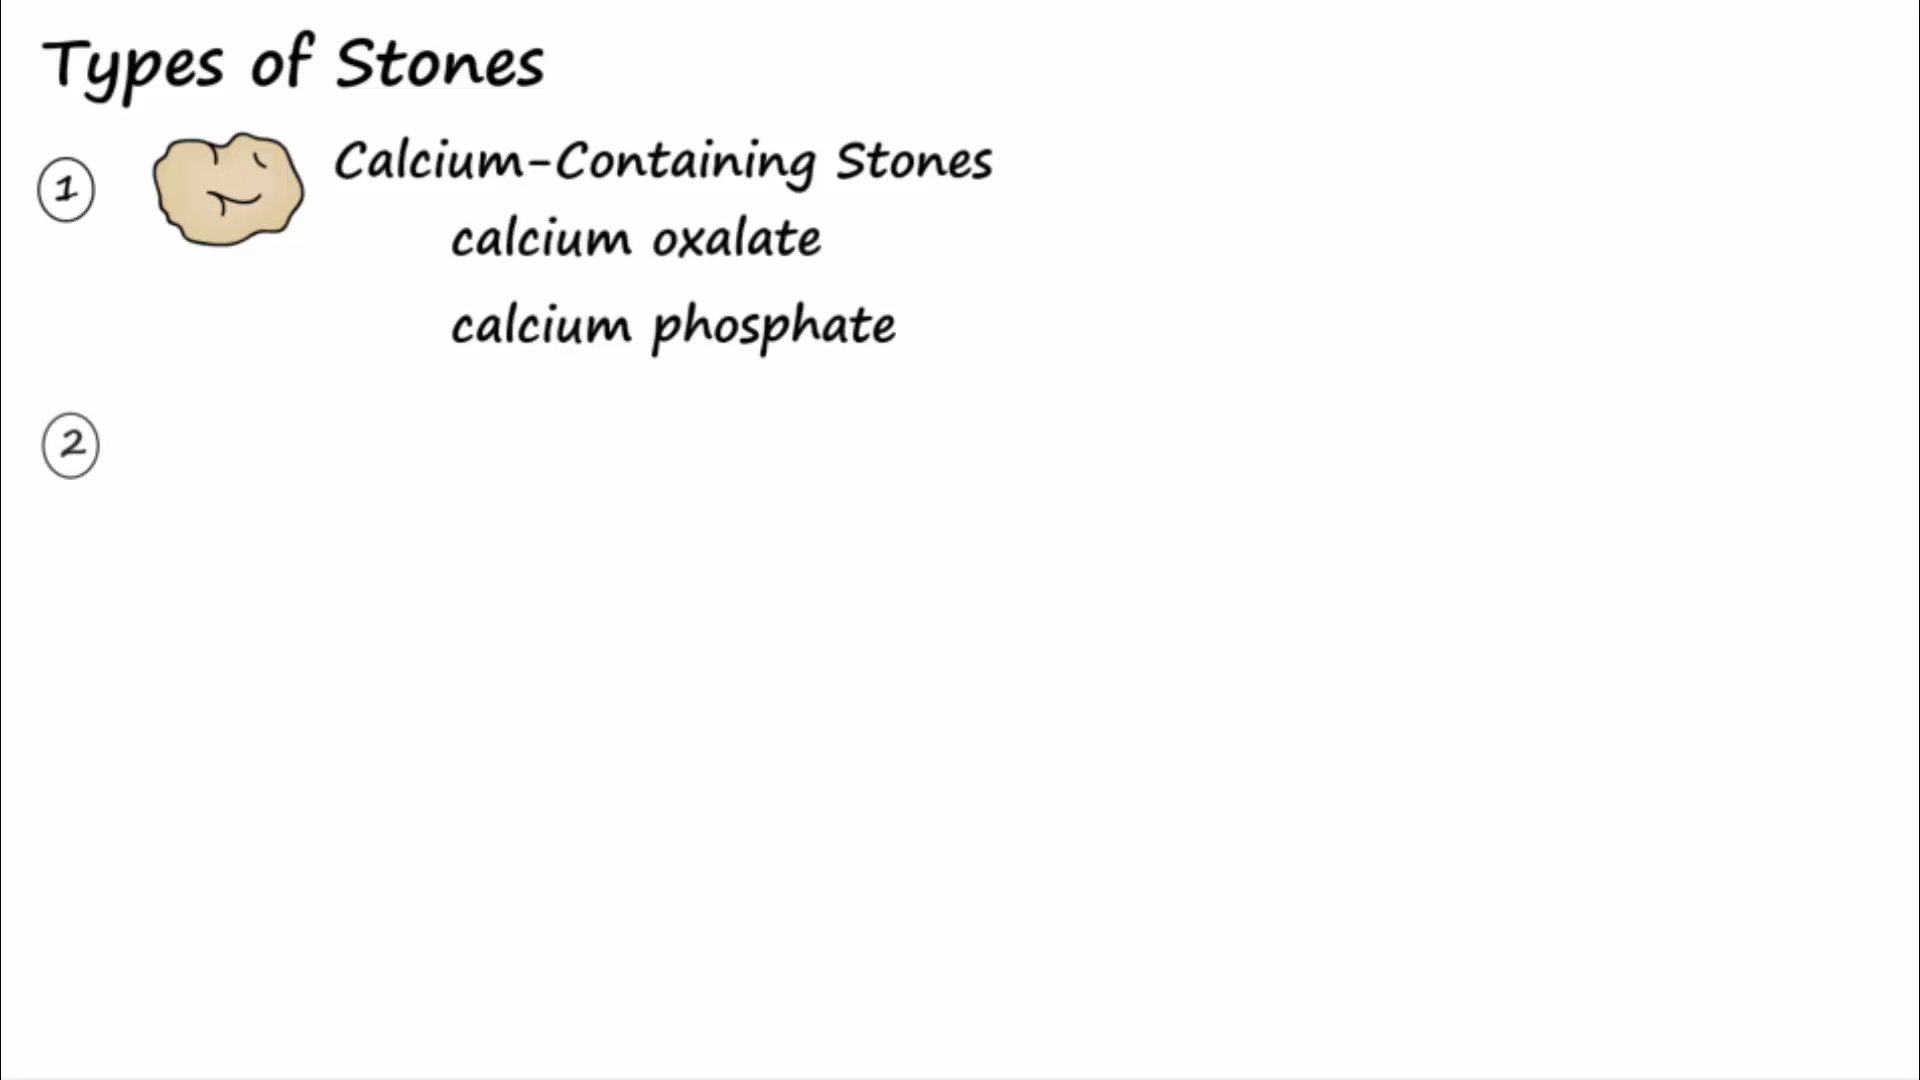 Types of Stones
1
Calcium-Containing Stones
calcium oxalate
calcium phosphate
2